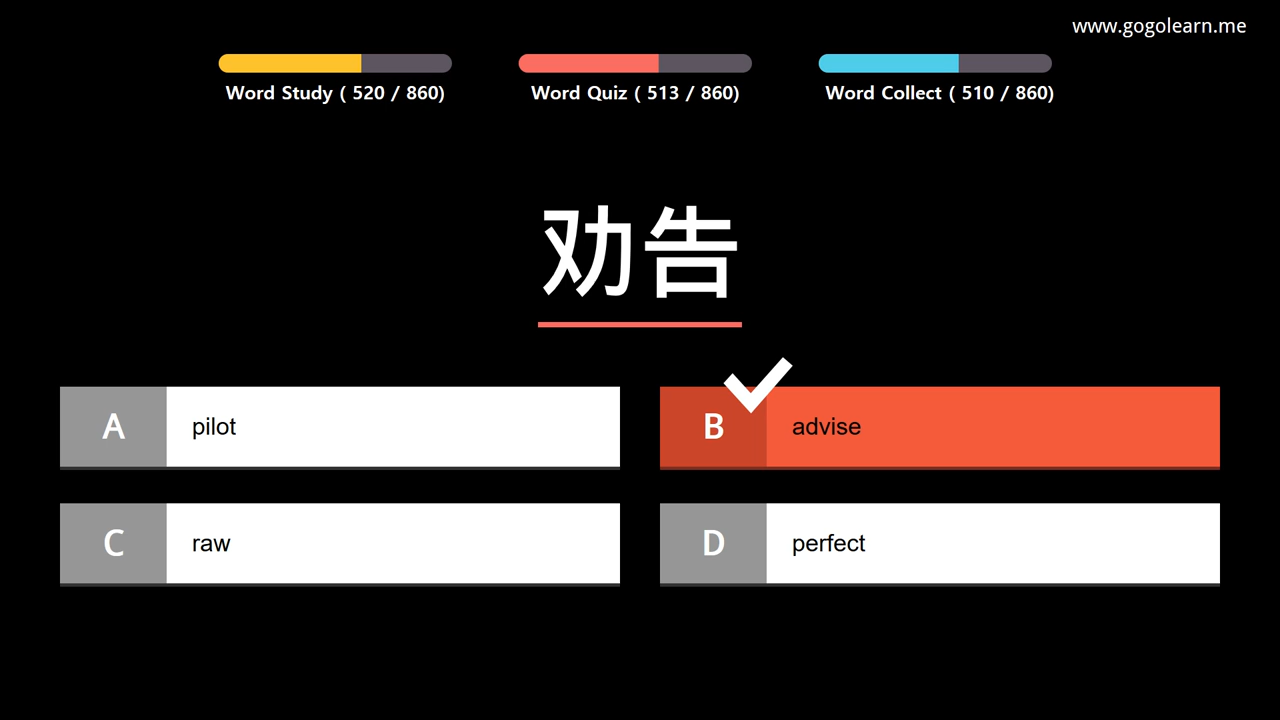 www.gogolearn.me
Word Study ( 520 / 860)
Word Quiz ( 513 / 860)
Word Collect ( 510 / 860)
劝告
A pilot
B advise
C raw
D perfect